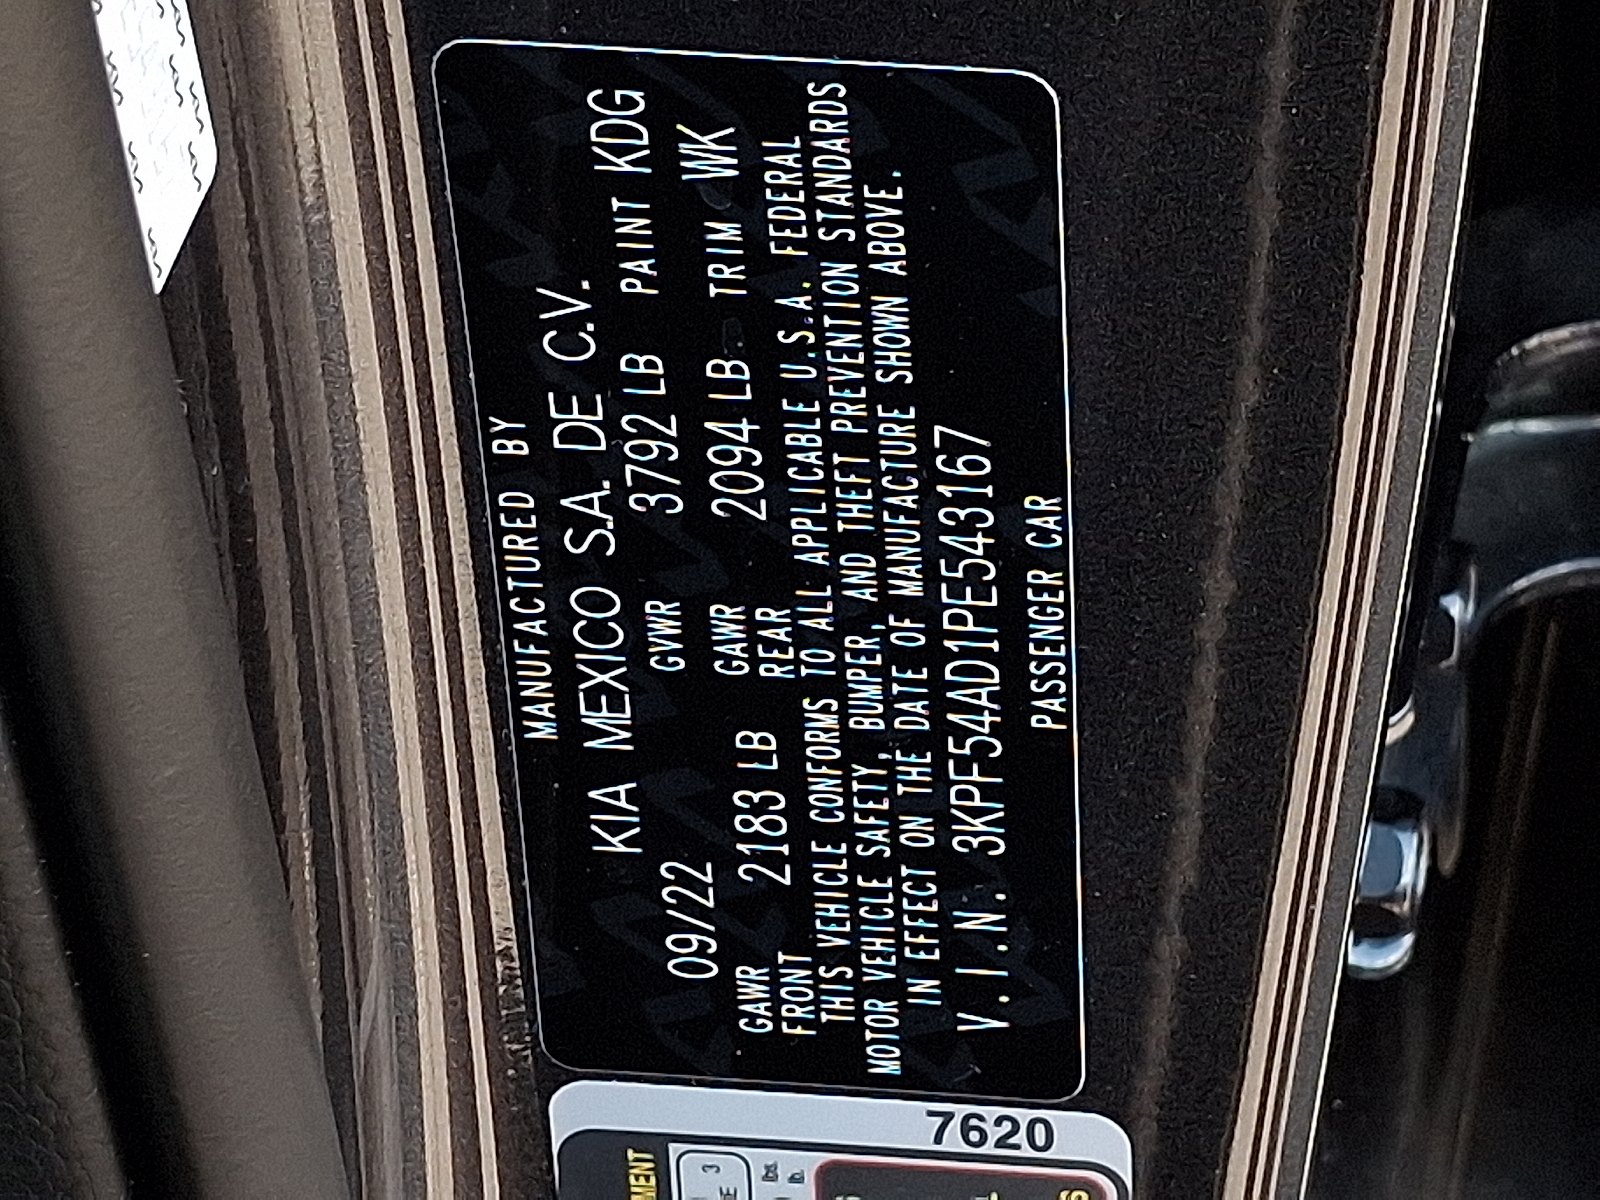 MANUFACTURED BY
KIA MEXICO S.A. DE C.V.
09/22 GVWR 3792 LB PAINT KDG
GAWR FRONT 2183 LB GAWR REAR 2094 LB TRIM WK
THIS VEHICLE CONFORMS TO ALL APPLICABLE U.S.A. FEDERAL
MOTOR VEHICLE SAFETY, BUMPER, AND THEFT PREVENTION STANDARDS
IN EFFECT ON THE DATE OF MANUFACTURE SHOWN ABOVE.
V.I.N. 3KPF54AD1PE543167
PASSENGER CAR
7620